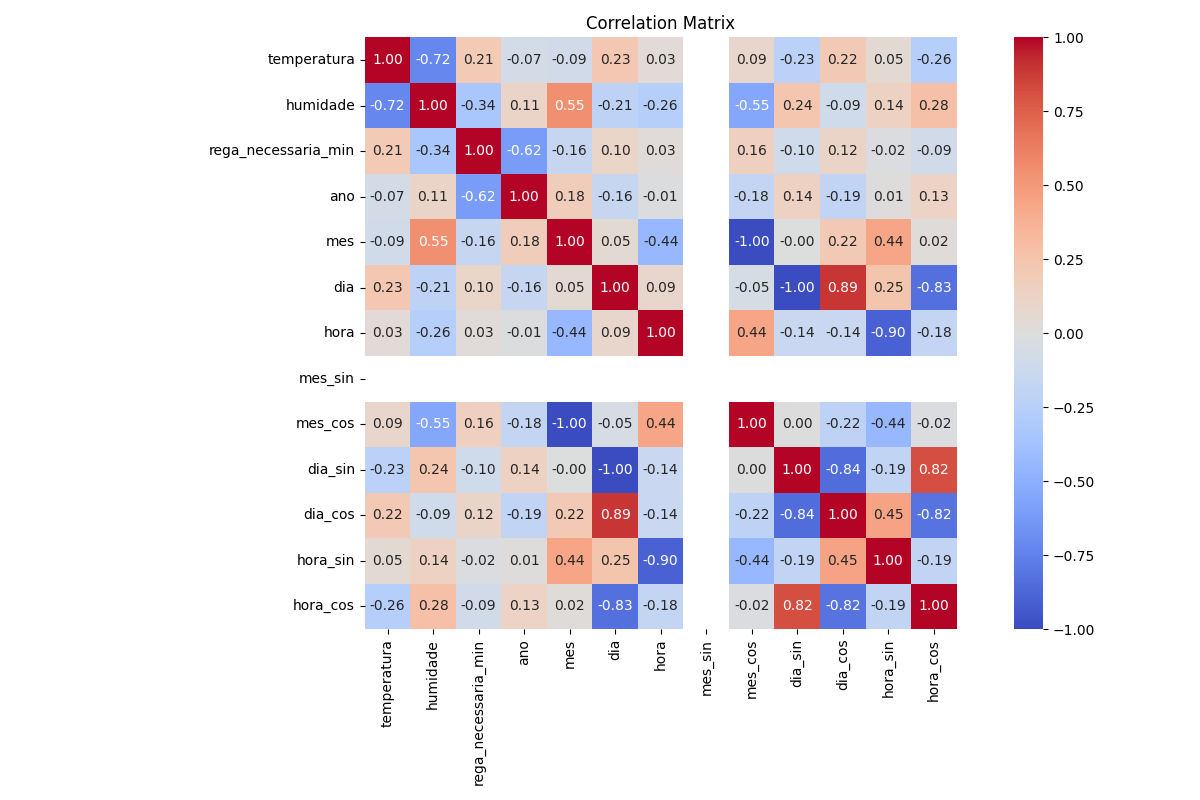 Correlation Matrix
temperatura 1.00 -0.72 0.21 -0.07 -0.09 0.23 0.03 0.09 -0.23 0.22 0.05 -0.26
humidade -0.72 1.00 -0.34 0.11 0.55 -0.21 -0.26 -0.55 0.24 -0.09 0.14 0.28
rega_necessaria_min 0.21 -0.34 1.00 -0.62 -0.16 0.10 0.03 0.16 -0.10 0.12 -0.02 -0.09
ano -0.07 0.11 -0.62 1.00 0.18 -0.16 -0.01 -0.18 0.14 -0.19 0.01 0.13
mes -0.09 0.55 -0.16 0.18 1.00 0.05 -0.44 -1.00 -0.00 0.22 0.44 0.02
dia 0.23 -0.21 0.10 -0.16 0.05 1.00 0.09 -0.05 -1.00 0.89 0.25 -0.83
hora 0.03 -0.26 0.03 -0.01 -0.44 0.09 1.00 0.44 -0.14 -0.14 -0.90 -0.18
mes_sin
mes_cos 0.09 -0.55 0.16 -0.18 -1.00 -0.05 0.44 1.00 0.00 -0.22 -0.44 -0.02
dia_sin -0.23 0.24 -0.10 0.14 -0.00 -1.00 -0.14 0.00 1.00 -0.84 -0.19 0.82
dia_cos 0.22 -0.09 0.12 -0.19 0.22 0.89 -0.14 -0.22 -0.84 1.00 0.45 -0.82
hora_sin 0.05 0.14 -0.02 0.01 0.44 0.25 -0.90 -0.44 -0.19 0.45 1.00 -0.19
hora_cos -0.26 0.28 -0.09 0.13 0.02 -0.83 -0.18 -0.02 0.82 -0.82 -0.19 1.00
temperatura
humidade
rega_necessaria_min
ano
mes
dia
hora
mes_sin
mes_cos
dia_sin
dia_cos
hora_sin
hora_cos
1.00
0.75
0.50
0.25
0.00
−0.25
−0.50
−0.75
−1.00